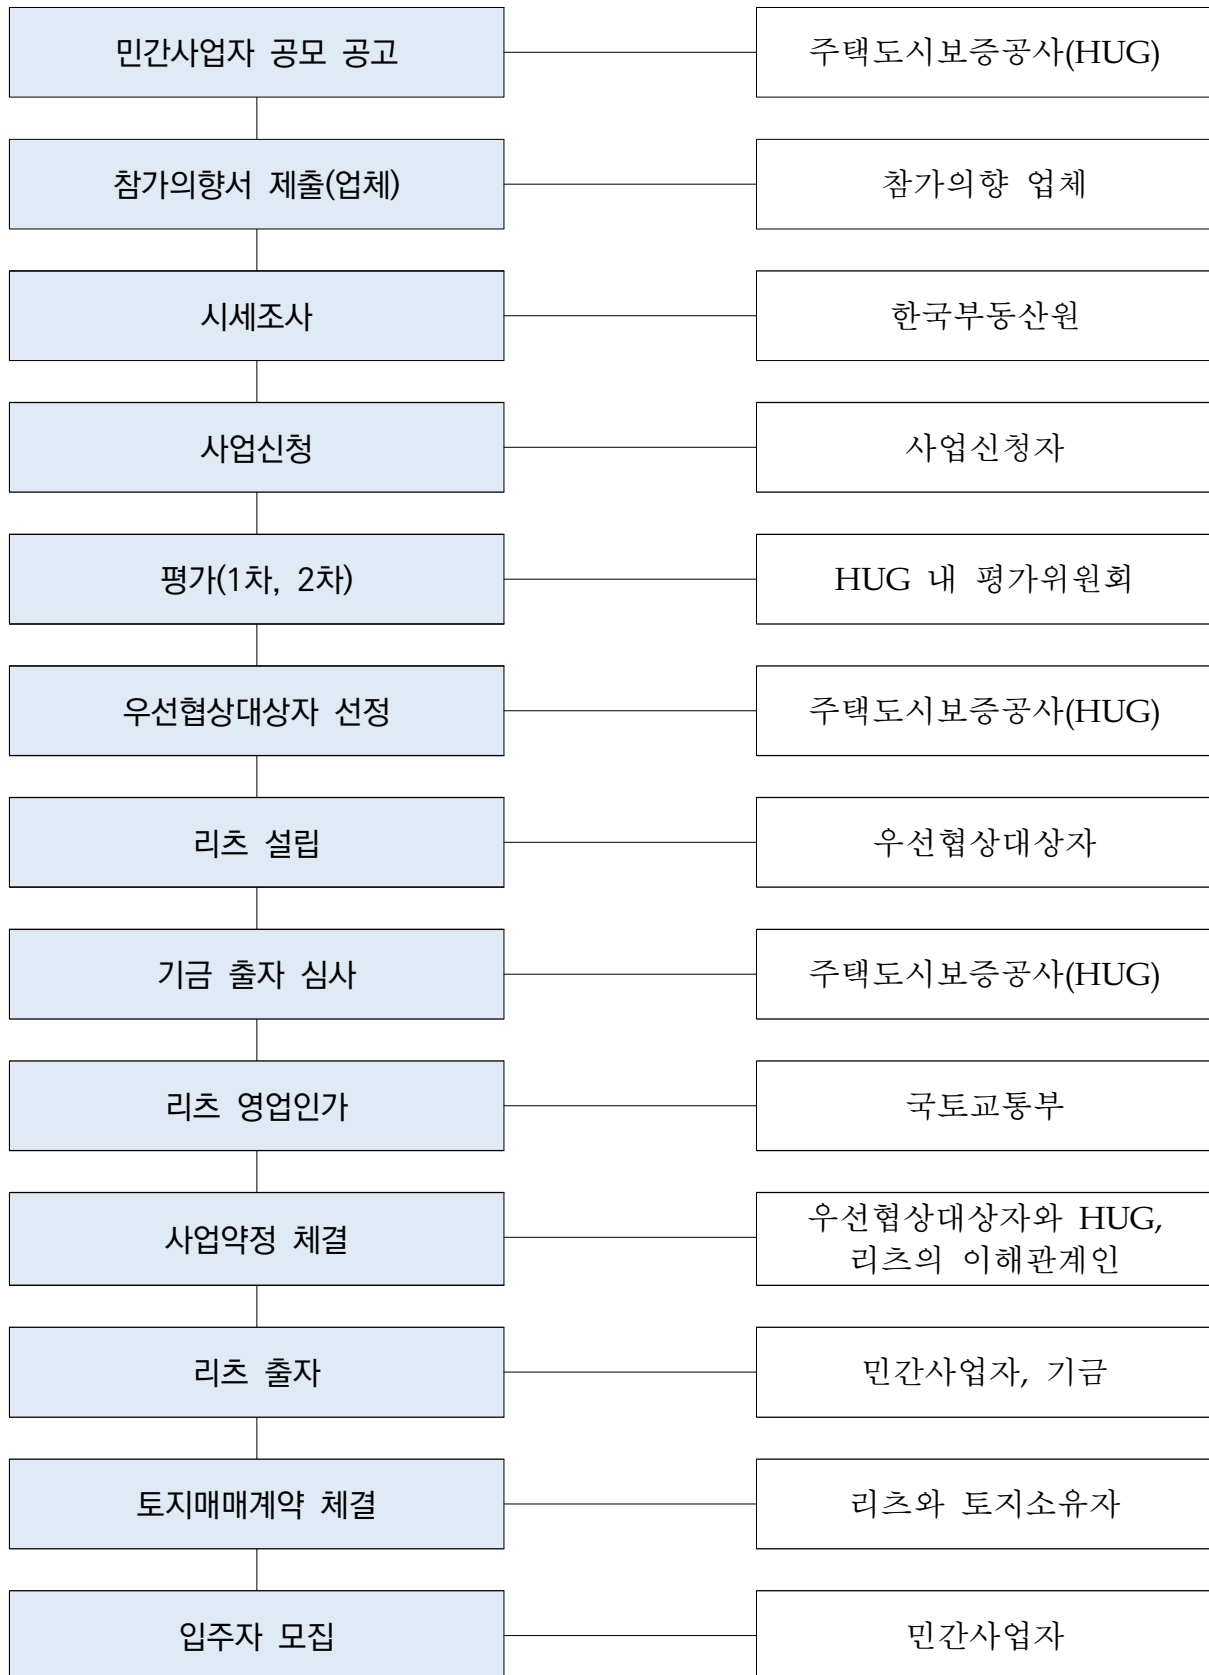 민간사업자 공모 공고
주택도시보증공사(HUG)
참가의향서 제출(업체)
참가의향 업체
시세조사
한국부동산원
사업신청
사업신청자
평가(1차, 2차)
HUG 내 평가위원회
우선협상대상자 선정
주택도시보증공사(HUG)
리츠 설립
우선협상대상자
기금 출자 심사
주택도시보증공사(HUG)
리츠 영업인가
국토교통부
사업약정 체결
우선협상대상자와 HUG,
리츠의 이해관계인
리츠 출자
민간사업자, 기금
토지매매계약 체결
리츠와 토지소유자
입주자 모집
민간사업자